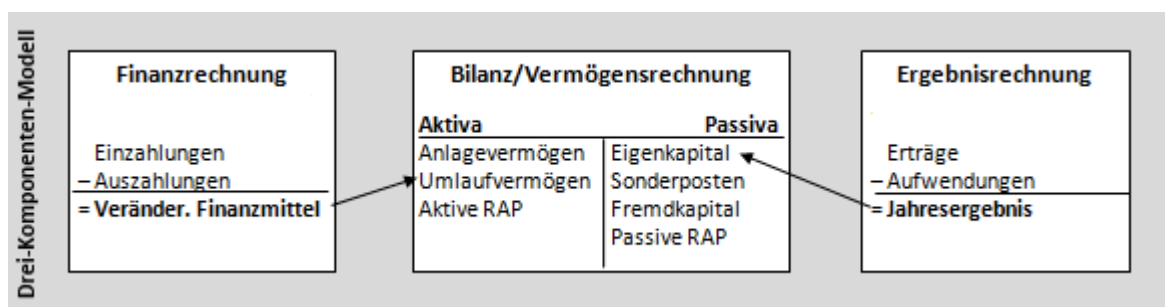 Drei-Komponenten-Modell
Finanzrechnung
Einzahlungen
– Auszahlungen
= Veränder. Finanzmittel
Bilanz/Vermögensrechnung
Aktiva Passiva
Anlagevermögen Eigenkapital
Umlaufvermögen Sonderposten
Aktive RAP Fremdkapital
Passive RAP
Ergebnisrechnung
Erträge
– Aufwendungen
= Jahresergebnis